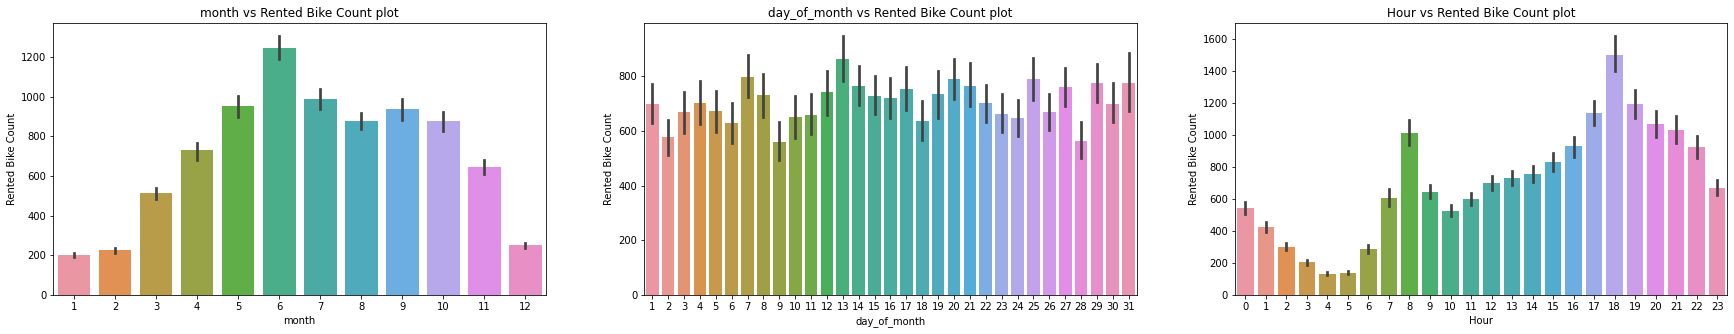 month vs Rented Bike Count plot
Rented Bike Count
1200
1000
800
600
400
200
0
1 2 3 4 5 6 7 8 9 10 11 12
month
day_of_month vs Rented Bike Count plot
Rented Bike Count
800
600
400
200
0
1 2 3 4 5 6 7 8 9 10 11 12 13 14 15 16 17 18 19 20 21 22 23 24 25 26 27 28 29 30 31
day_of_month
Hour vs Rented Bike Count plot
Rented Bike Count
1600
1400
1200
1000
800
600
400
200
0
0 1 2 3 4 5 6 7 8 9 10 11 12 13 14 15 16 17 18 19 20 21 22 23
Hour